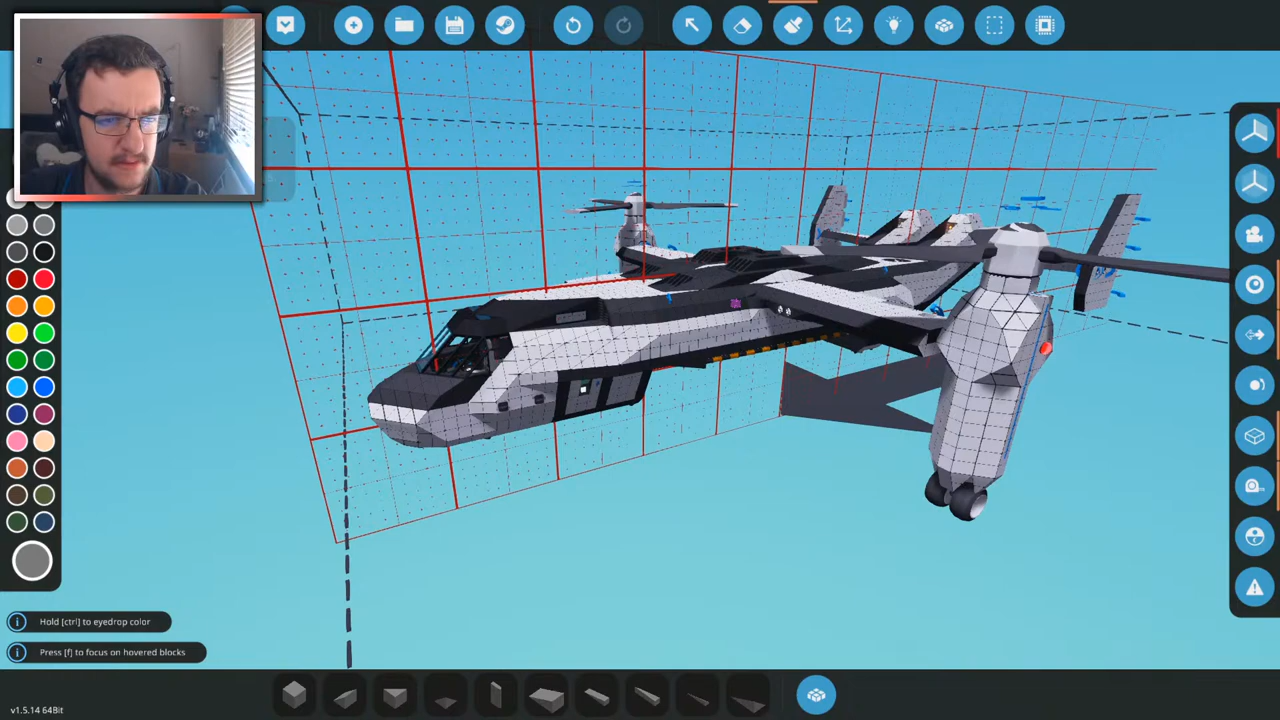 Hold [ctrl] to eyedrop color
Press [f] to focus on hovered blocks
v1.5.14 64Bit